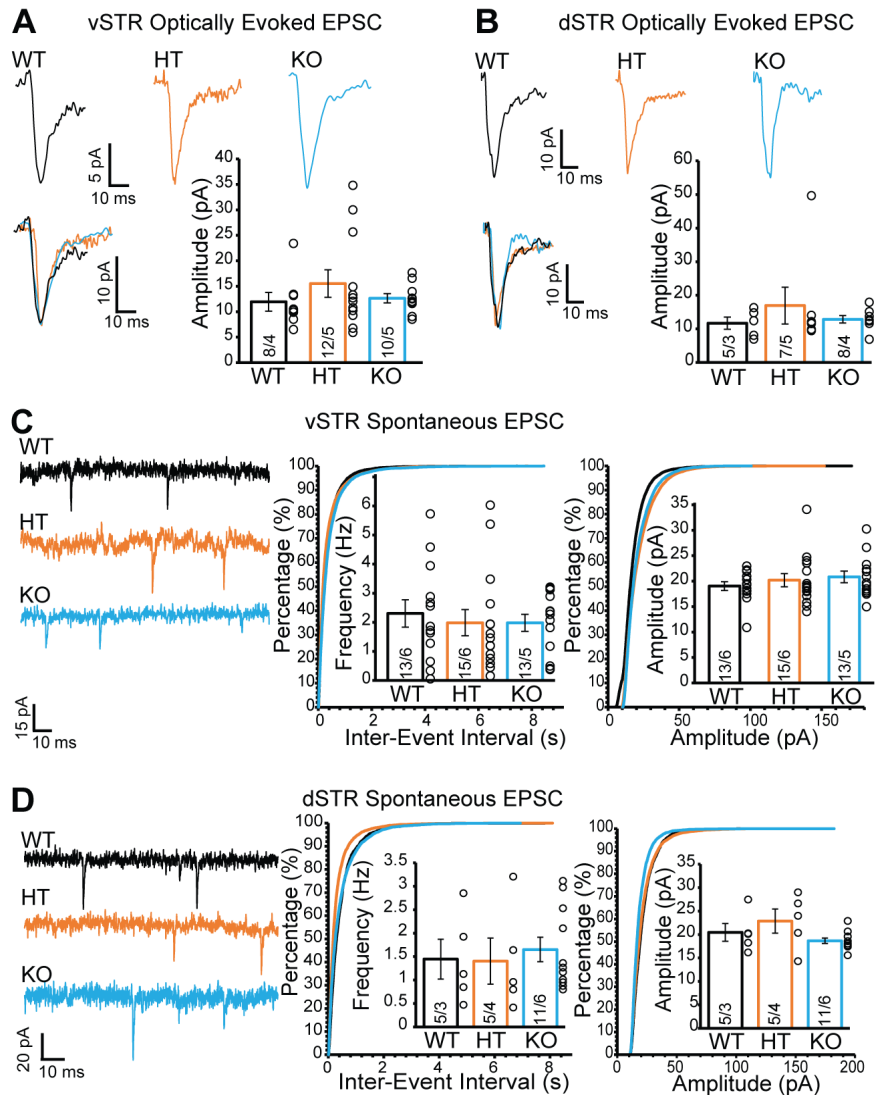 A
vSTR Optically Evoked EPSC
WT
HT
KO
5 pA
10 ms
10 pA
10 ms
Amplitude (pA)
40
35
30
25
20
15
10
5
0
8/4
12/5
10/5
WT
HT
KO
B
dSTR Optically Evoked EPSC
WT
HT
KO
10 pA
10 ms
10 pA
10 ms
Amplitude (pA)
60
50
40
30
20
10
0
5/3
7/5
8/4
WT
HT
KO
C
vSTR Spontaneous EPSC
WT
HT
KO
15 pA
10 ms
Percentage (%)
100
90
80
70
60
50
40
30
20
10
0
0
2
4
6
8
Inter-Event Interval (s)
Frequency (Hz)
6
5
4
3
2
1
0
13/6
15/6
13/5
WT
HT
KO
Percentage (%)
100
90
80
70
60
50
40
30
20
10
0
0
50
100
150
Amplitude (pA)
Amplitude (pA)
35
30
25
20
15
10
5
0
13/6
15/6
13/5
WT
HT
KO
D
dSTR Spontaneous EPSC
WT
HT
KO
20 pA
10 ms
Percentage (%)
100
90
80
70
60
50
40
30
20
10
0
0
2
4
6
8
Inter-Event Interval (s)
Frequency (Hz)
3.5
3
2.5
2
1.5
1
0.5
0
5/3
5/4
11/6
WT
HT
KO
Percentage (%)
100
90
80
70
60
50
40
30
20
10
0
0
50
100
150
200
Amplitude (pA)
Amplitude (pA)
35
30
25
20
15
10
5
0
5/3
5/4
11/6
WT
HT
KO